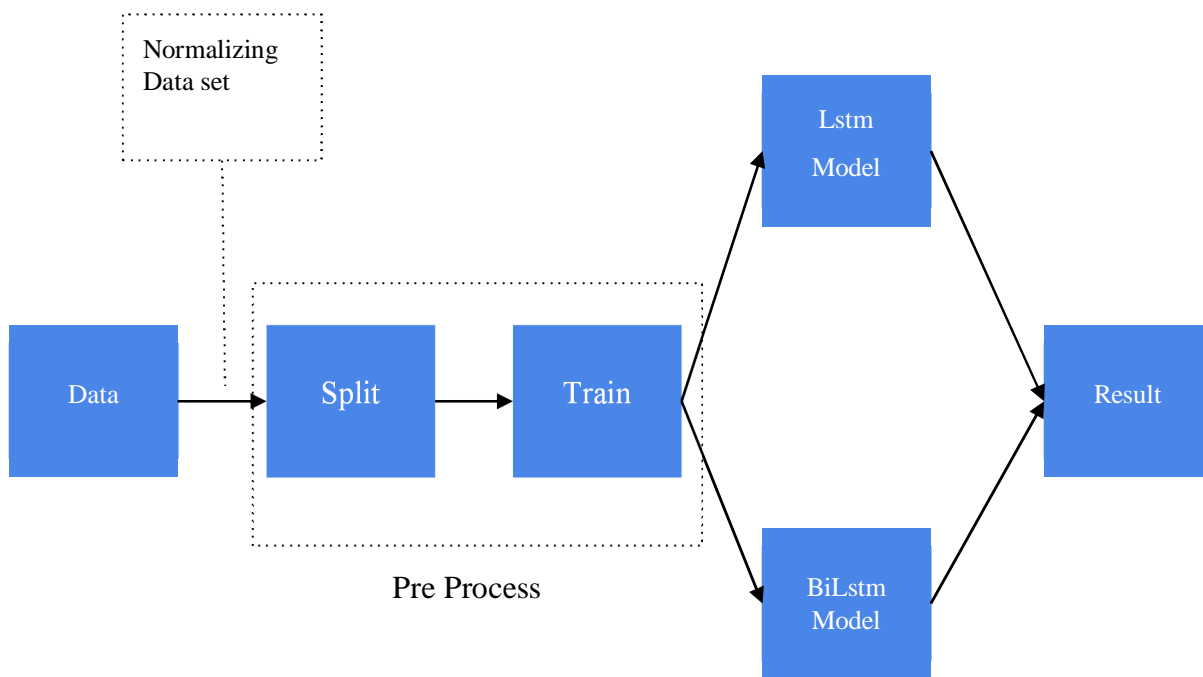 Normalizing
Data set
Lstm
Model
Data
Split
Train
Result
Pre Process
BiLstm
Model